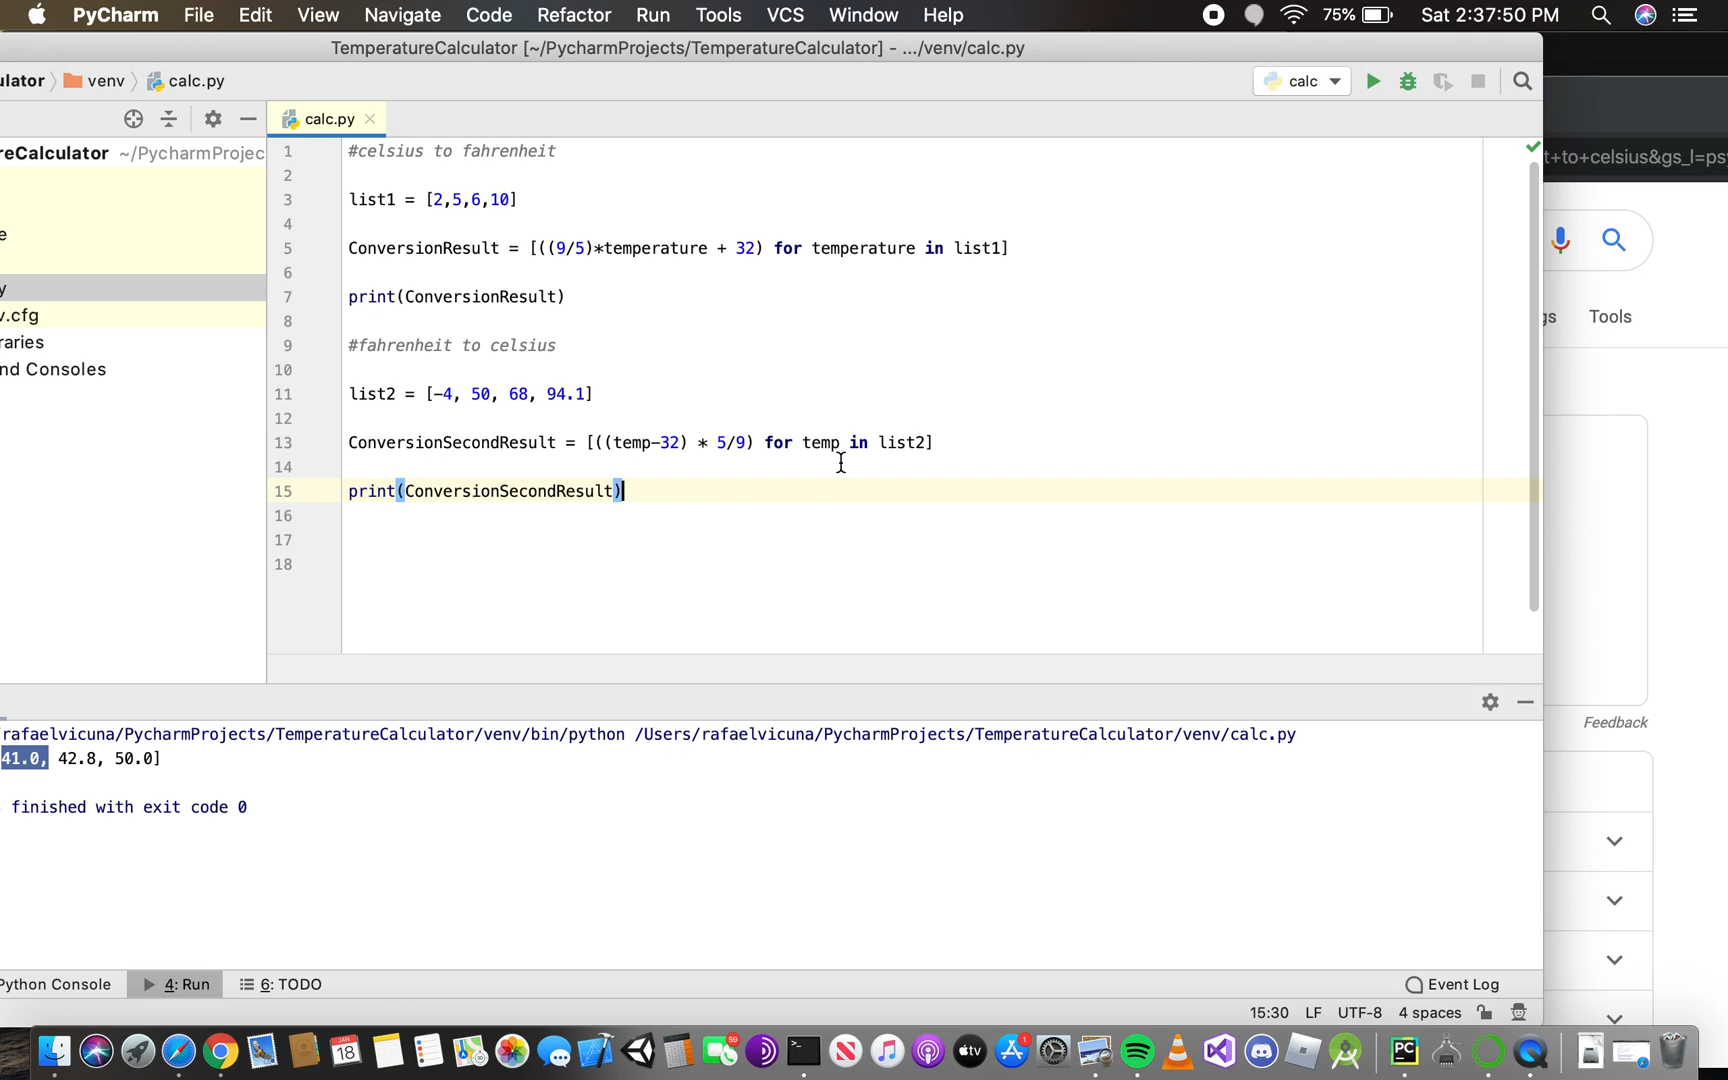 PyCharm File Edit View Navigate Code Refactor Run Tools VCS Window Help 75% Sat 2:37:50 PM
TemperatureCalculator [~/PycharmProjects/TemperatureCalculator] - .../venv/calc.py
ulator venv calc.py calc
calc.py
reCalculator ~/PycharmProjec
e
y
v.cfg
raries
nd Consoles
1 #celsius to fahrenheit
2
3 list1 = [2,5,6,10]
4
5 ConversionResult = [((9/5)*temperature + 32) for temperature in list1]
6
7 print(ConversionResult)
8
9 #fahrenheit to celsius
10
11 list2 = [-4, 50, 68, 94.1]
12
13 ConversionSecondResult = [((temp-32) * 5/9) for temp in list2]
14
15 print(ConversionSecondResult)
16
17
18
t+to+celsius&gs_l=ps
gs Tools
Feedback
rafaelvicuna/PycharmProjects/TemperatureCalculator/venv/bin/python /Users/rafaelvicuna/PycharmProjects/TemperatureCalculator/venv/calc.py
41.0, 42.8, 50.0]
finished with exit code 0
Python Console 4: Run 6: TODO Event Log
15:30 LF UTF-8 4 spaces
JAN
18
59
tv
1
PC